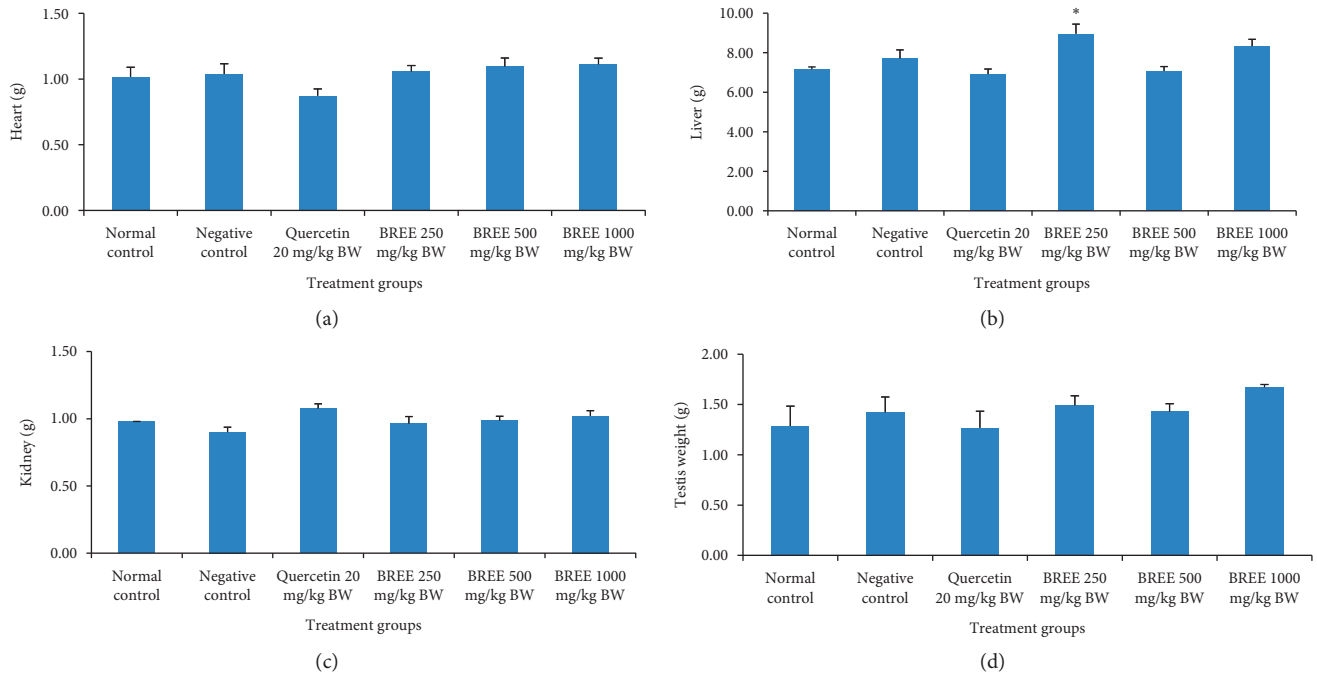 1.50
1.00
0.50
0.00
Heart (g)
Normal
control
Negative
control
Quercetin
20 mg/kg BW
BREE 250
mg/kg BW
BREE 500
mg/kg BW
BREE 1000
mg/kg BW
Treatment groups
(a)
10.00
8.00
6.00
4.00
2.00
0.00
Liver (g)
*
Normal
control
Negative
control
Quercetin 20
mg/kg BW
BREE 250
mg/kg BW
BREE 500
mg/kg BW
BREE 1000
mg/kg BW
Treatment groups
(b)
1.50
1.00
0.50
0.00
Kidney (g)
Normal
control
Negative
control
Quercetin 20
mg/kg BW
BREE 250
mg/kg BW
BREE 500
mg/kg BW
BREE 1000
mg/kg BW
Treatment groups
(c)
2.00
1.50
1.00
0.50
0.00
Testis weight (g)
Normal
control
Negative
control
Quercetin
20 mg/kg BW
BREE 250
mg/kg BW
BREE 500
mg/kg BW
BREE 1000
mg/kg BW
Treatment groups
(d)